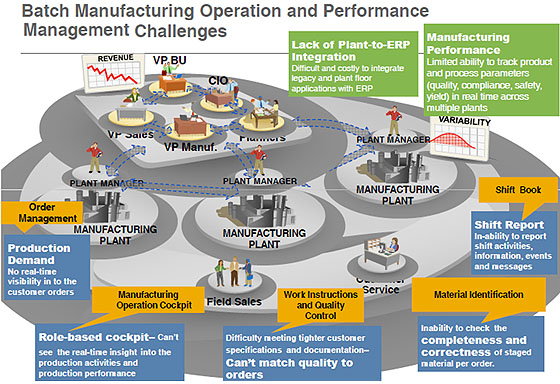 Batch Manufacturing Operation and Performance
Management Challenges
REVENUE
VP BU
CIO
VP Sales
VP Manuf.
Planners
Lack of Plant-to-ERP
Integration
Difficult and costly to integrate
legacy and plant floor
applications with ERP
Manufacturing
Performance
Limited ability to track product
and process parameters
(quality, compliance, safety,
yield) in real time across
multiple plants
VARIABILITY
PLANT MANAGER
PLANT MANAGER
PLANT MANAGER
MANUFACTURING
PLANT
MANUFACTURING
PLANT
MANUFACTURING
PLANT
Order
Management
Production
Demand
No real-time
visibility in to the
customer orders
Shift Book
Shift Report
In-ability to report
shift activities,
information, events
and messages
Field Sales
Customer
Service
Manufacturing
Operation Cockpit
Role-based cockpit– Can't
see the real-time insight into the
production activities and
production performance
Work Instructions
and Quality
Control
Difficulty meeting tighter customer
specifications and documentation–
Can't match quality to
orders
Material Identification
Inability to check the
completeness and
correctness of staged
material per order.